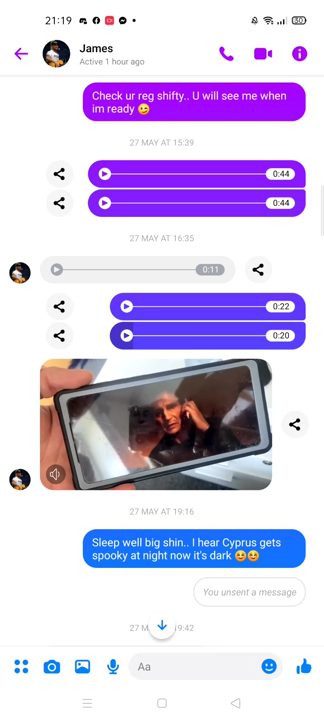 21:19
James
Active 1 hour ago
Check ur reg shifty.. U will see me when
im ready 😉
27 MAY AT 15:39
0:44
0:44
27 MAY AT 16:35
0:11
0:22
0:20
27 MAY AT 19:16
Sleep well big shin.. I hear Cyprus gets
spooky at night now it's dark 😊😊
You unsent a message
9:42
Aa